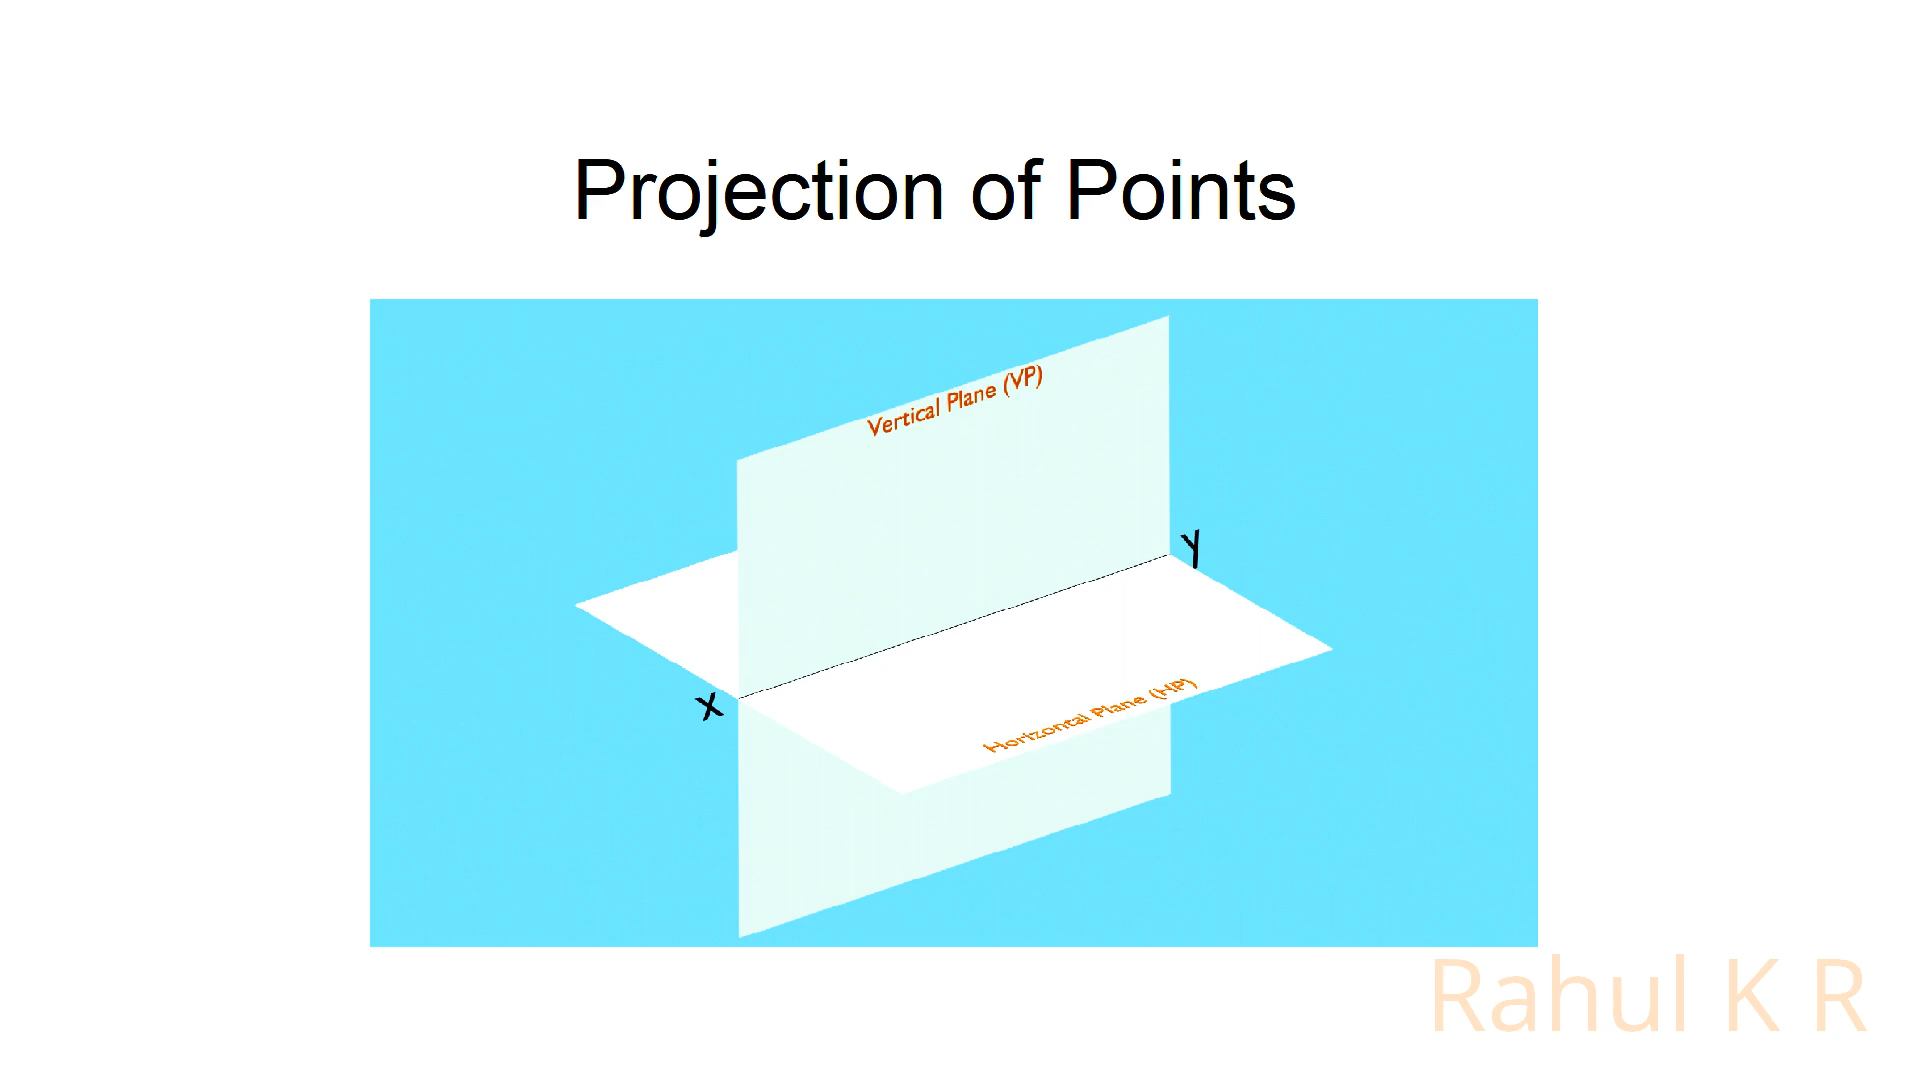 Projection of Points
Vertical Plane (VP)
y
x
Horizontal Plane (HP)
Rahul K R